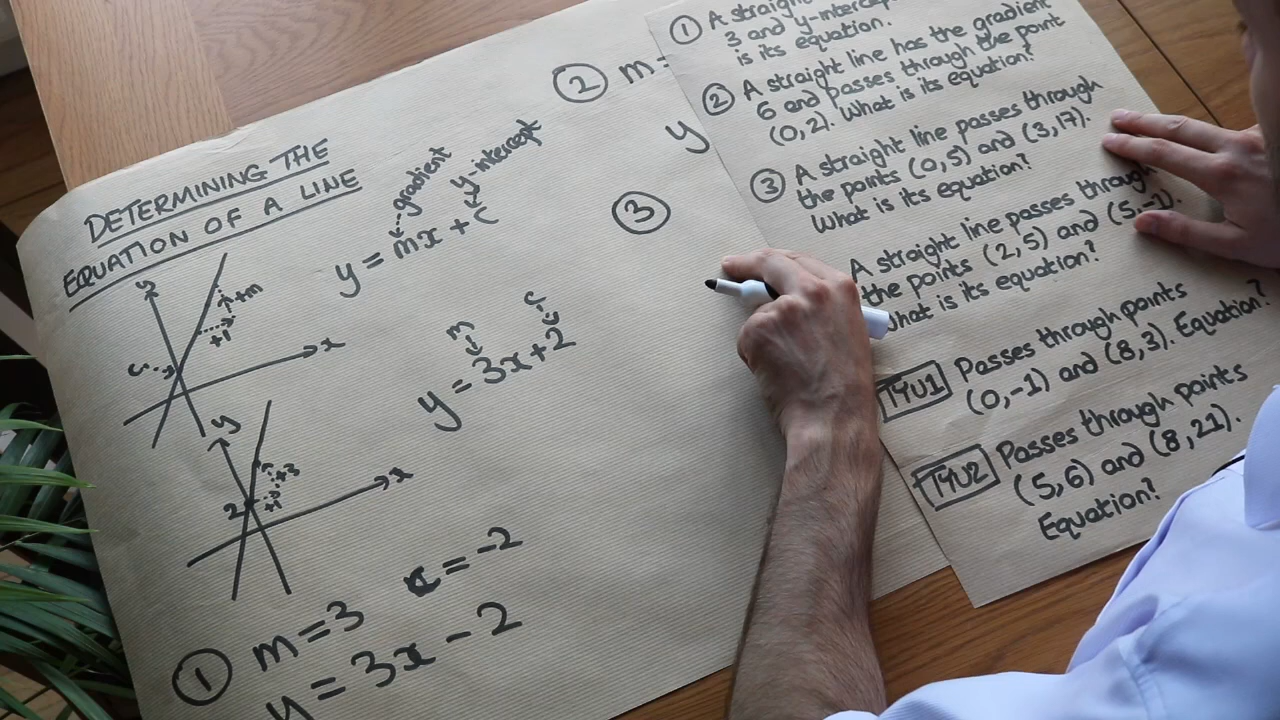 DETERMINING THE
EQUATION OF A LINE
gradient
y-intercept
y = mx + c
y
+m
+1
c
x
m
c
y = 3x + 2
y
+3
+1
2
x
① m = 3 c = -2
y = 3x - 2
② m =
y
③
① A straight
3 and y-intercep
is its equation.
② A straight line has the gradient
6 and passes through the point
(0,2). What is its equation?
③ A straight line passes through
the points (0,5) and (3,17).
What is its equation?
A straight line passes through
the points (2,5) and (5,-1).
What is its equation?
T4U1 Passes through points
(0,-1) and (8,3). Equation?
T4U2 Passes through points
(5,6) and (8,21).
Equation?